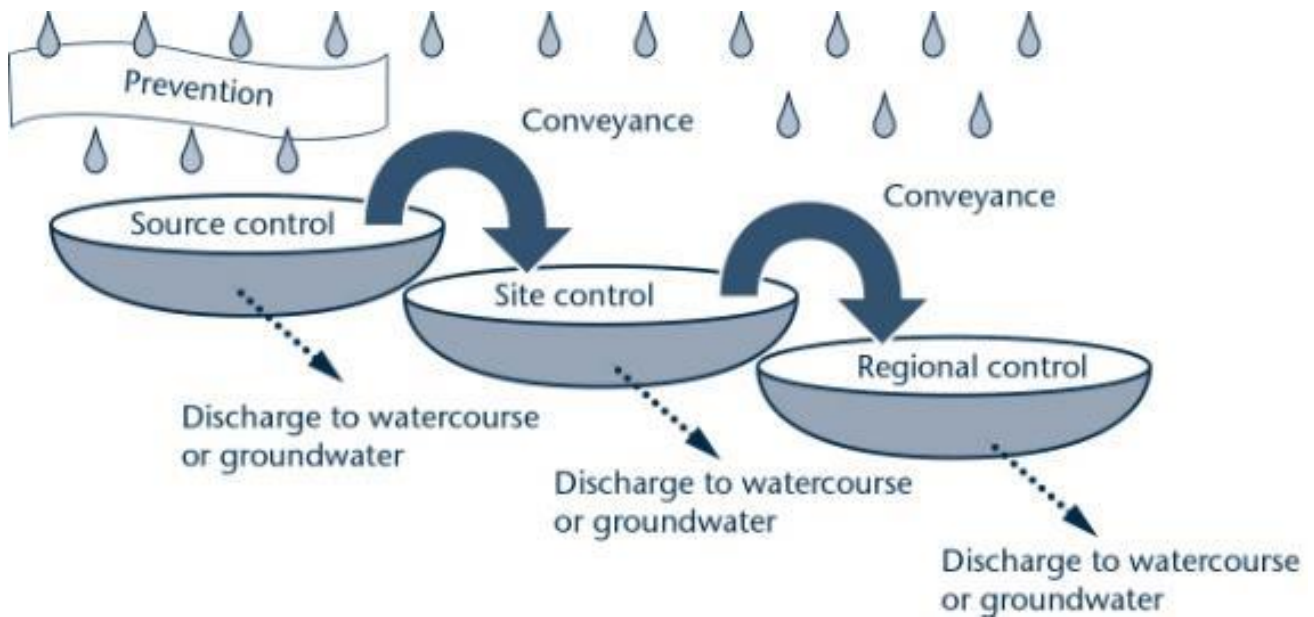 Prevention
Conveyance
Conveyance
Source control
Site control
Regional control
Discharge to watercourse
or groundwater
Discharge to watercourse
or groundwater
Discharge to watercourse
or groundwater